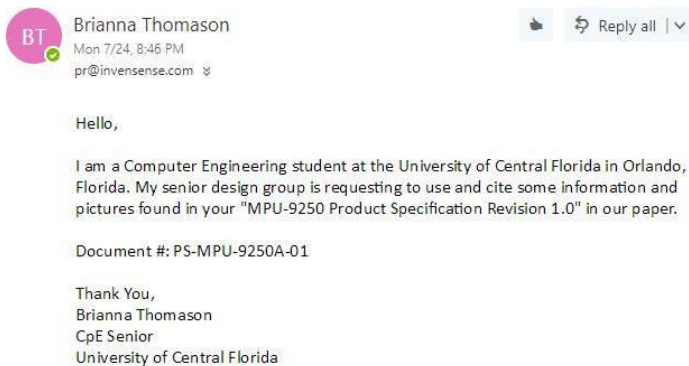 BT
Brianna Thomason
Mon 7/24, 8:46 PM
pr@invensense.com
Reply all
Hello,
I am a Computer Engineering student at the University of Central Florida in Orlando,
Florida. My senior design group is requesting to use and cite some information and
pictures found in your "MPU-9250 Product Specification Revision 1.0" in our paper.
Document #: PS-MPU-9250A-01
Thank You,
Brianna Thomason
CpE Senior
University of Central Florida